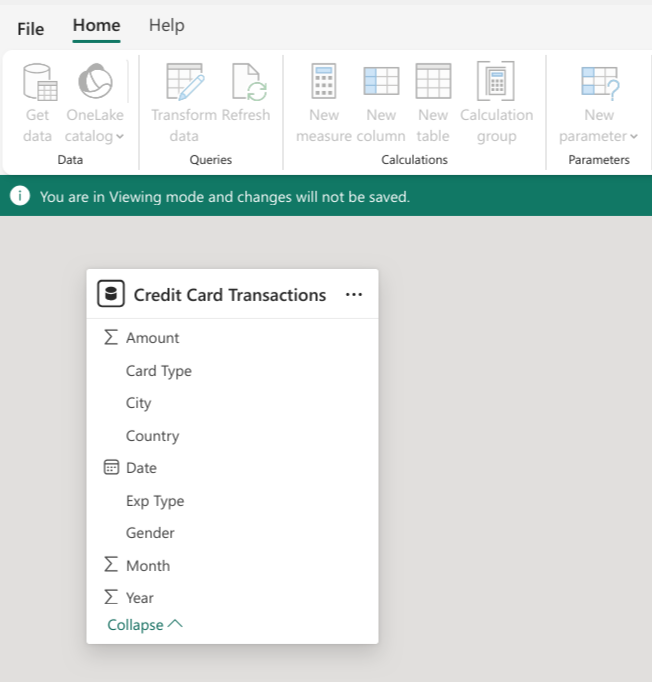 File Home Help
Get data
OneLake catalog
Data
Transform data
Refresh
Queries
New measure
New column
New table
Calculation group
Calculations
New parameter
Parameters
You are in Viewing mode and changes will not be saved.
Credit Card Transactions
Amount
Card Type
City
Country
Date
Exp Type
Gender
Month
Year
Collapse